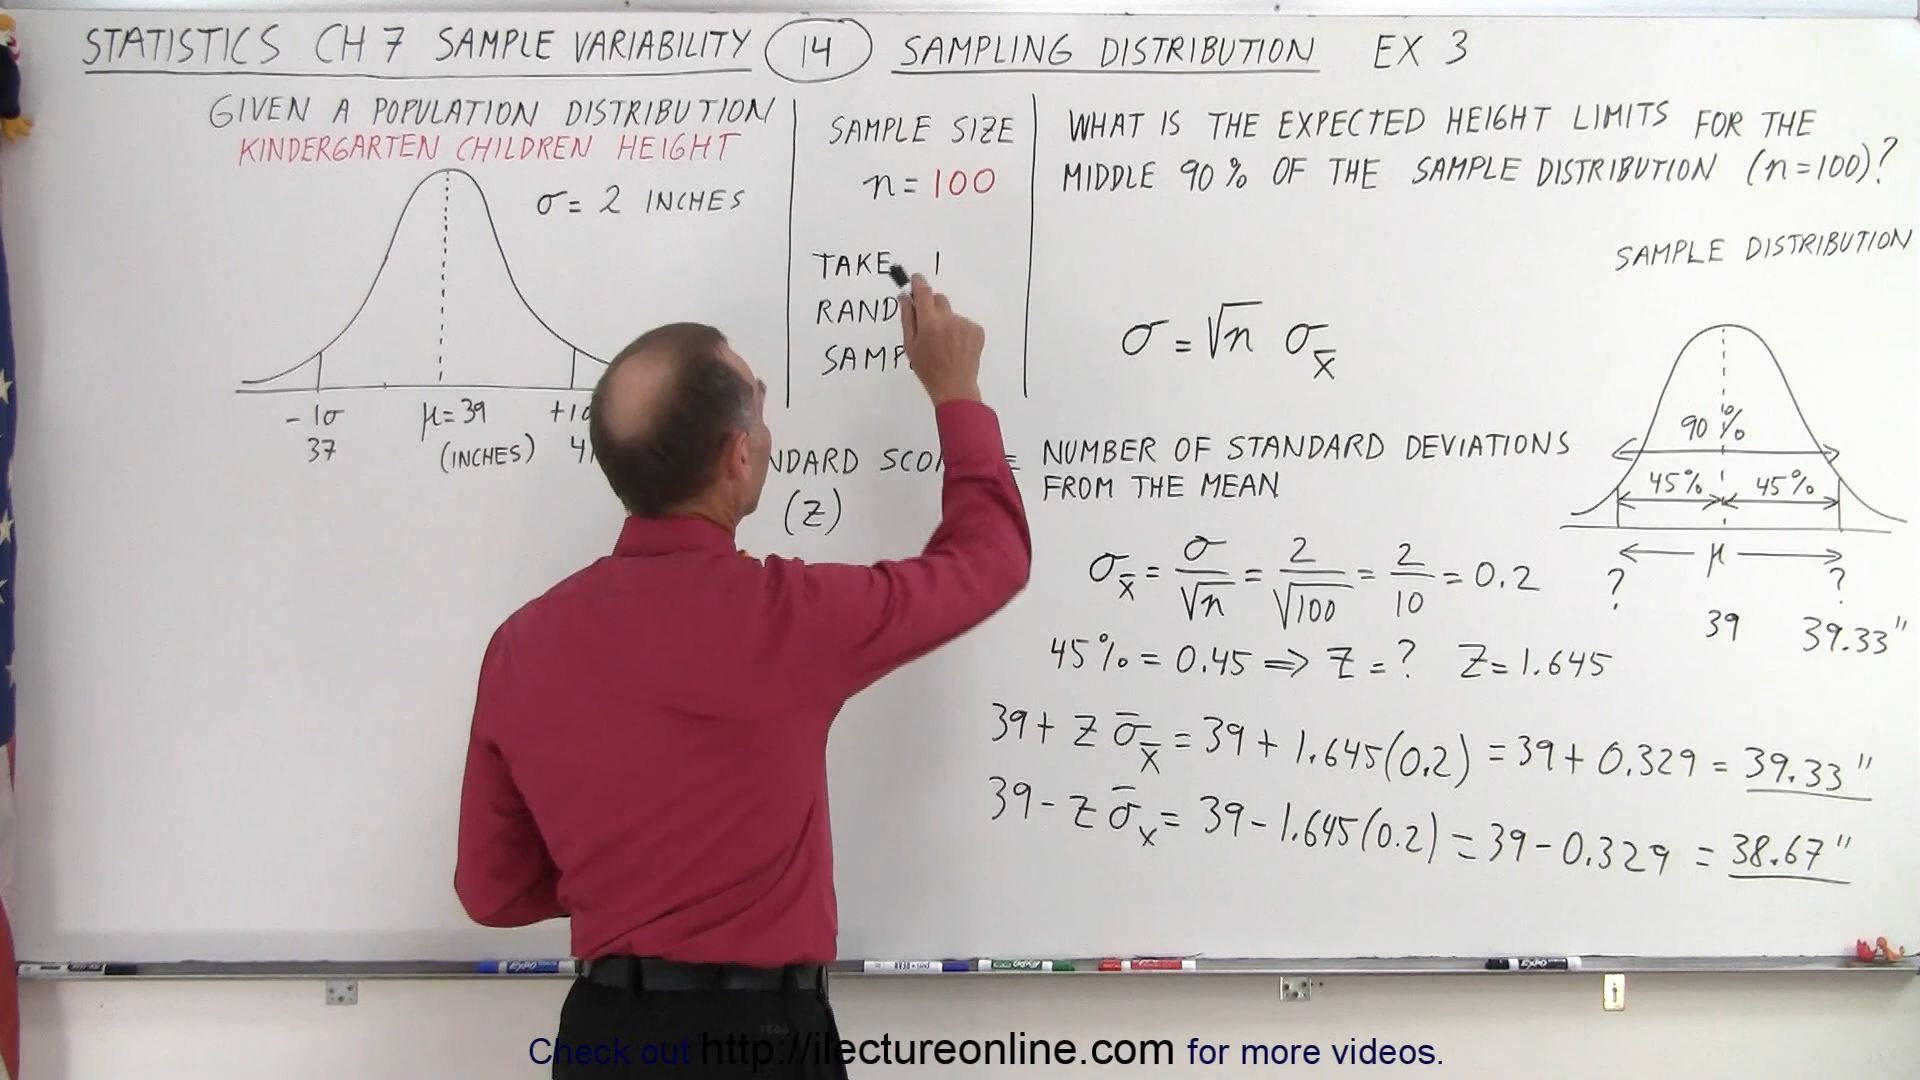 STATISTICS CH 7 SAMPLE VARIABILITY 14 SAMPLING DISTRIBUTION EX 3
GIVEN A POPULATION DISTRIBUTION
KINDERGARTEN CHILDREN HEIGHT
σ = 2 INCHES
-1σ μ=39
37 (INCHES)
SAMPLE SIZE
n = 100
TAKE 1
WHAT IS THE EXPECTED HEIGHT LIMITS FOR THE
MIDDLE 90% OF THE SAMPLE DISTRIBUTION (n=100)?
SAMPLE DISTRIBUTION
σ = √n σx̄
90%
45% 45%
? μ ?
39 39.33"
= NUMBER OF STANDARD DEVIATIONS
FROM THE MEAN
(Z)
σx̄ = σ/√n = 2/√100 = 2/10 = 0.2
45% = 0.45 ⇒ Z = ? Z = 1.645
39 + Z σ̄x̄ = 39 + 1.645(0.2) = 39 + 0.329 = 39.33"
39 - Z σ̄x = 39 - 1.645(0.2) = 39 - 0.329 = 38.67"
EXPO
EXPO
Check out http://ilectureonline.com for more videos.